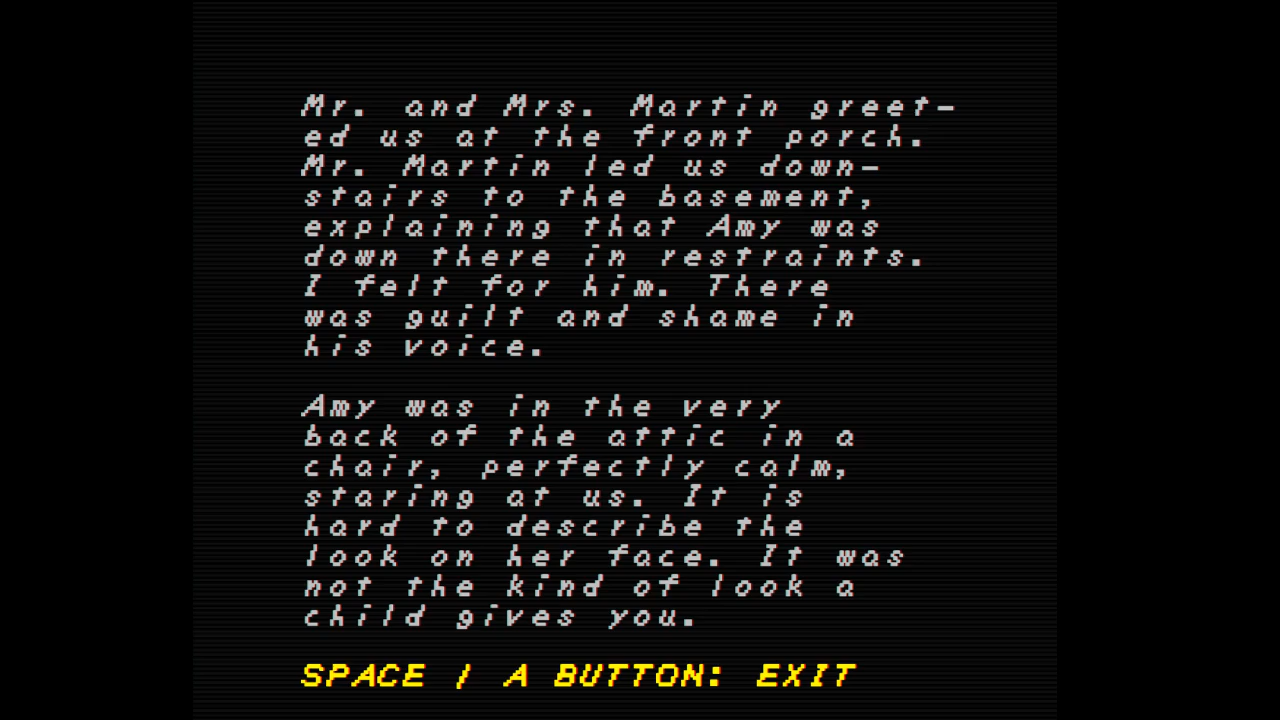 Mr. and Mrs. Martin greet-
ed us at the front porch.
Mr. Martin led us down-
stairs to the basement,
explaining that Amy was
down there in restraints.
I felt for him. There
was guilt and shame in
his voice.
Amy was in the very
back of the attic in a
chair, perfectly calm,
staring at us. It is
hard to describe the
look on her face. It was
not the kind of look a
child gives you.
SPACE / A BUTTON: EXIT